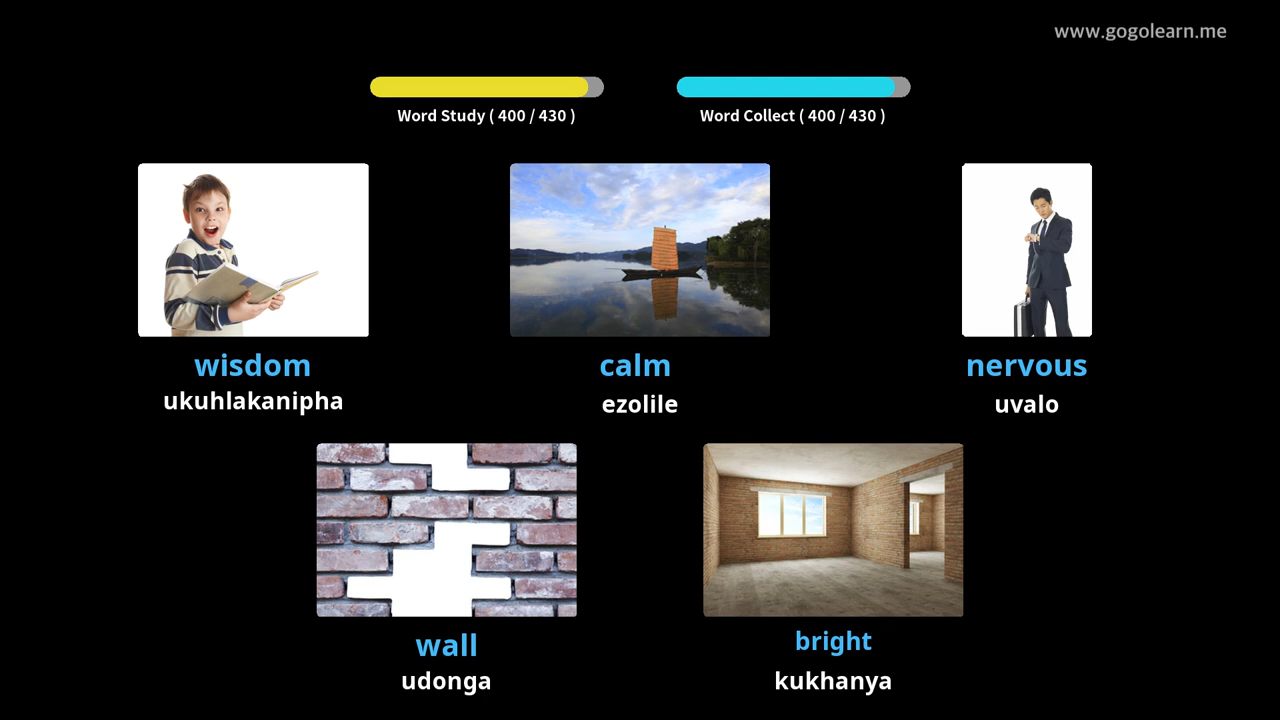 www.gogolearn.me
Word Study ( 400 / 430 )
Word Collect ( 400 / 430 )
wisdom
ukuhlakanipha
calm
ezolile
nervous
uvalo
wall
udonga
bright
kukhanya